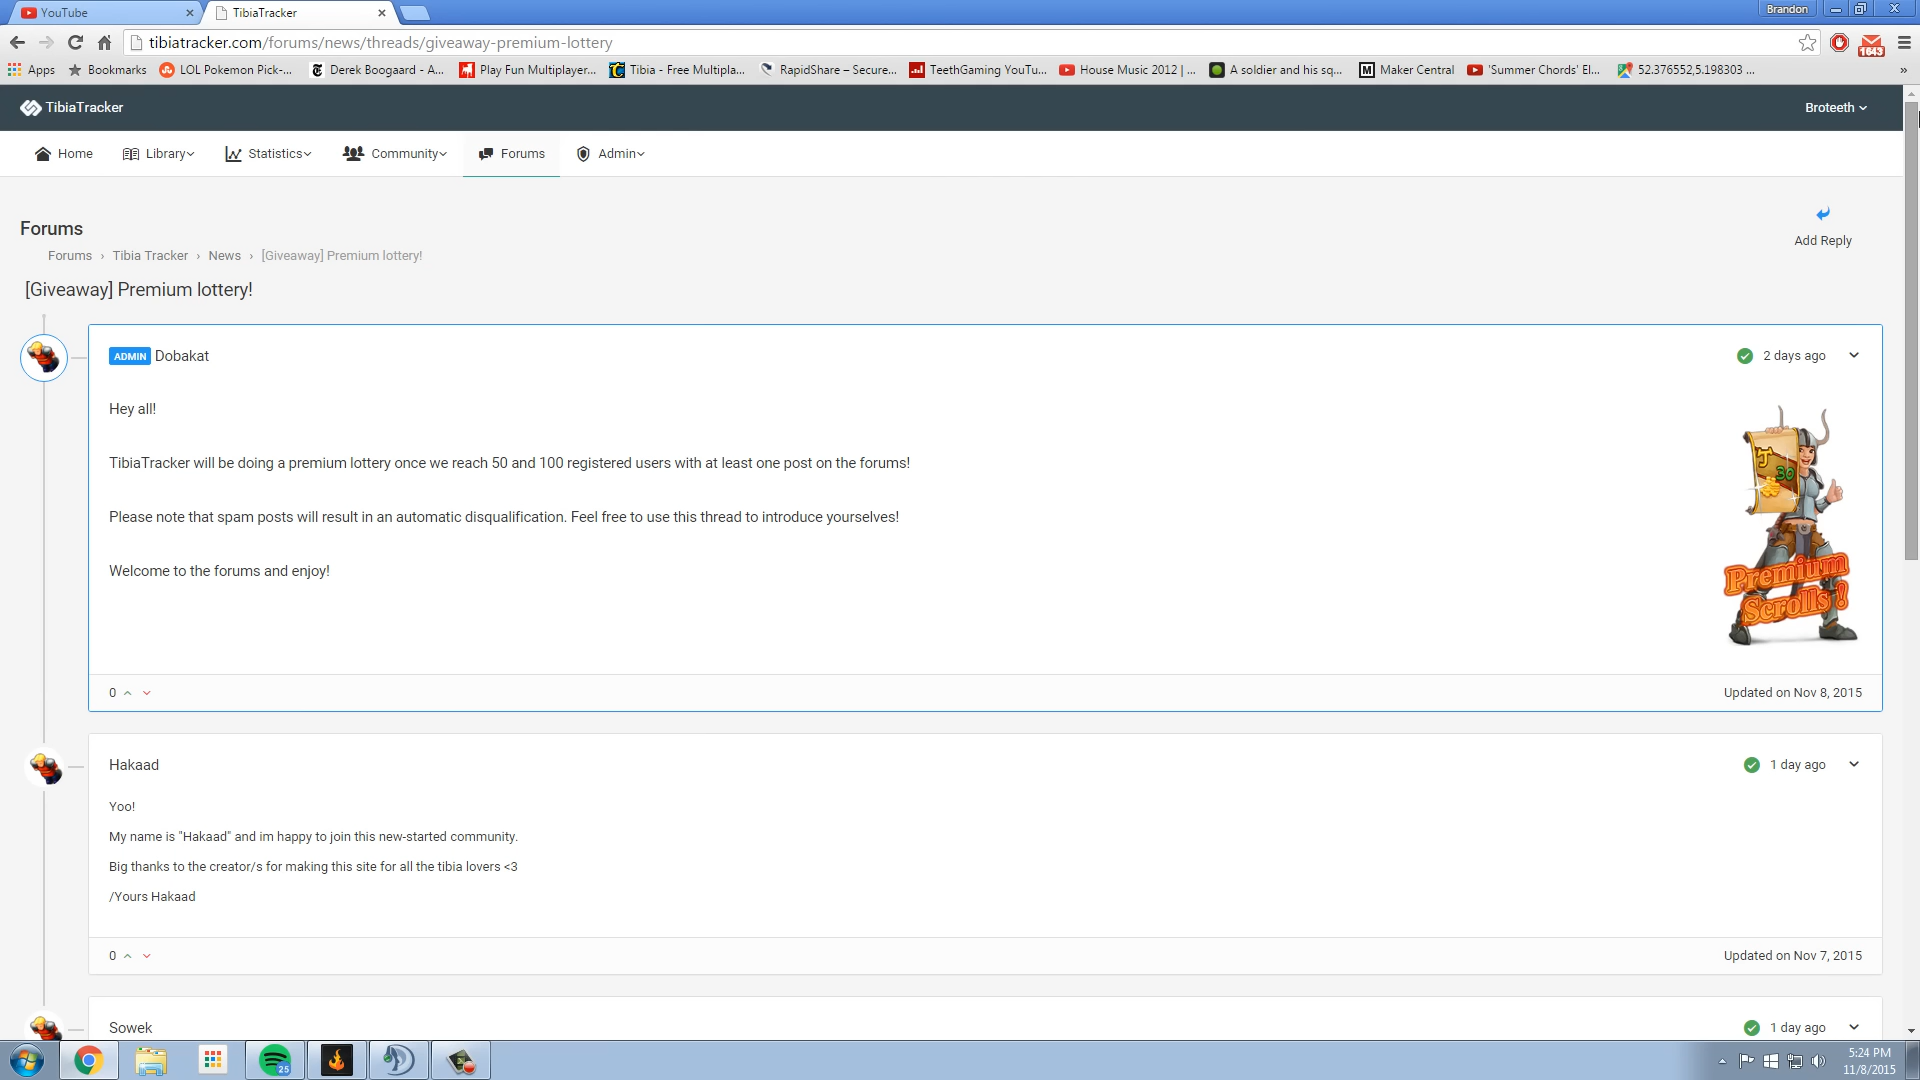 YouTube
TibiaTracker
Brandon
tibiatracker.com/forums/news/threads/giveaway-premium-lottery
1643
Apps
Bookmarks
LOL Pokemon Pick-...
Derek Boogaard - A...
Play Fun Multiplayer...
Tibia - Free Multipla...
RapidShare – Secure...
TeethGaming YouTu...
House Music 2012 | ...
A soldier and his sq...
Maker Central
'Summer Chords' El...
52.376552,5.198303 ...
»
TibiaTracker
Broteeth
Home
Library
Statistics
Community
Forums
Admin
Forums
Add Reply
Forums › Tibia Tracker › News › [Giveaway] Premium lottery!
[Giveaway] Premium lottery!
ADMIN Dobakat
2 days ago
Hey all!
TibiaTracker will be doing a premium lottery once we reach 50 and 100 registered users with at least one post on the forums!
Please note that spam posts will result in an automatic disqualification. Feel free to use this thread to introduce yourselves!
Welcome to the forums and enjoy!
30
Premium
Scrolls!
0
Updated on Nov 8, 2015
Hakaad
1 day ago
Yoo!
My name is "Hakaad" and im happy to join this new-started community.
Big thanks to the creator/s for making this site for all the tibia lovers <3
/Yours Hakaad
0
Updated on Nov 7, 2015
Sowek
1 day ago
25
5:24 PM
11/8/2015